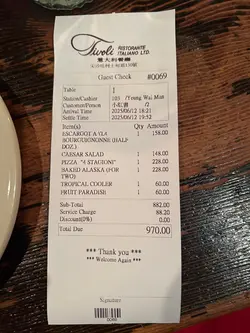 Tivoli RISTORANTE
ITALIANO LTD.
意大利餐廳
Guest Check #0069
Table 1
Station/Cashier 103 /Young Wai Man
Customer/Person /2
Arrival Time 2025/06/12 18:21
Settle Time 2025/06/12 19:52
Item(s) Qty Amount
ESCARGOT A (LA 1 158.00
BOURGUIGNONNE (HALF
DOZ.)
CAESAR SALAD 1 148.00
PIZZA "4 STAGIONI" 1 228.00
BAKED ALASKA (FOR 1 228.00
TWO)
TROPICAL COOLER 1 60.00
FRUIT PARADISE 1 60.00
Sub-Total 882.00
Service Charge 88.20
Discount(0%) 0.00
Total Due 970.00
*** Thank you ***
*** Welcome Again ***
Signature
0069